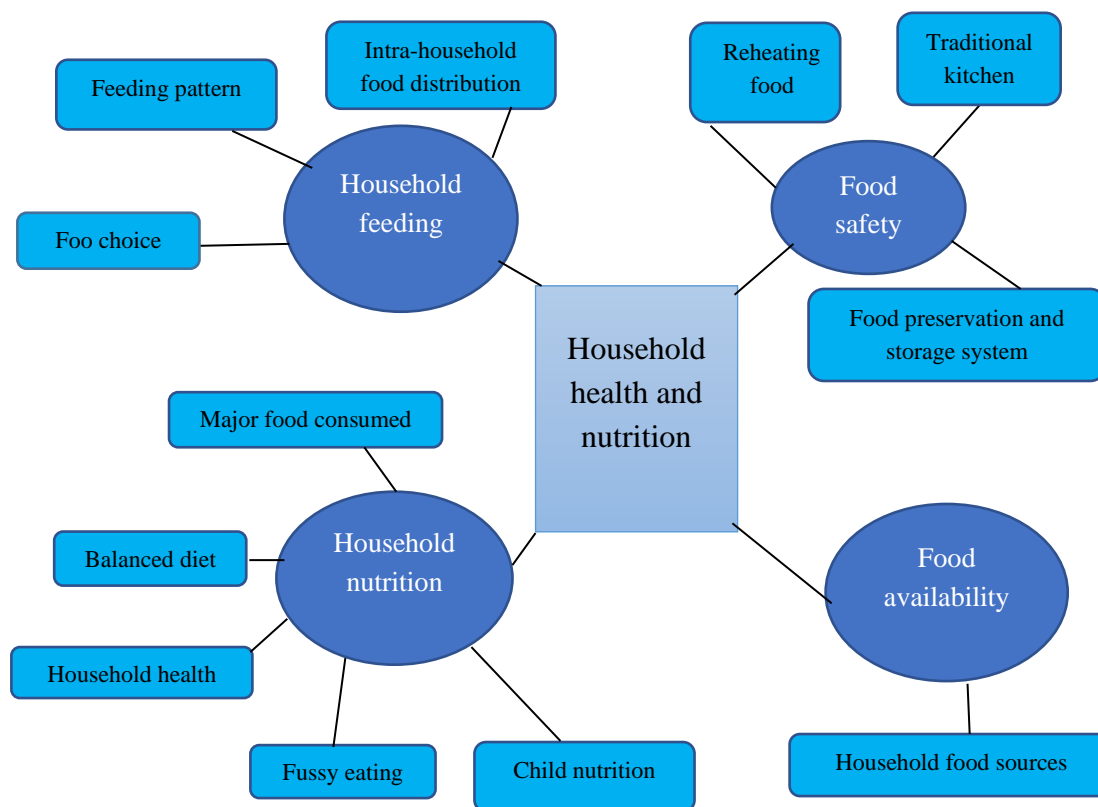 Intra-household
food distribution
Feeding pattern
Foo choice
Household
feeding
Reheating
food
Traditional
kitchen
Food
safety
Food preservation and
storage system
Household
health and
nutrition
Major food consumed
Balanced diet
Household health
Household
nutrition
Fussy eating
Child nutrition
Food
availability
Household food sources